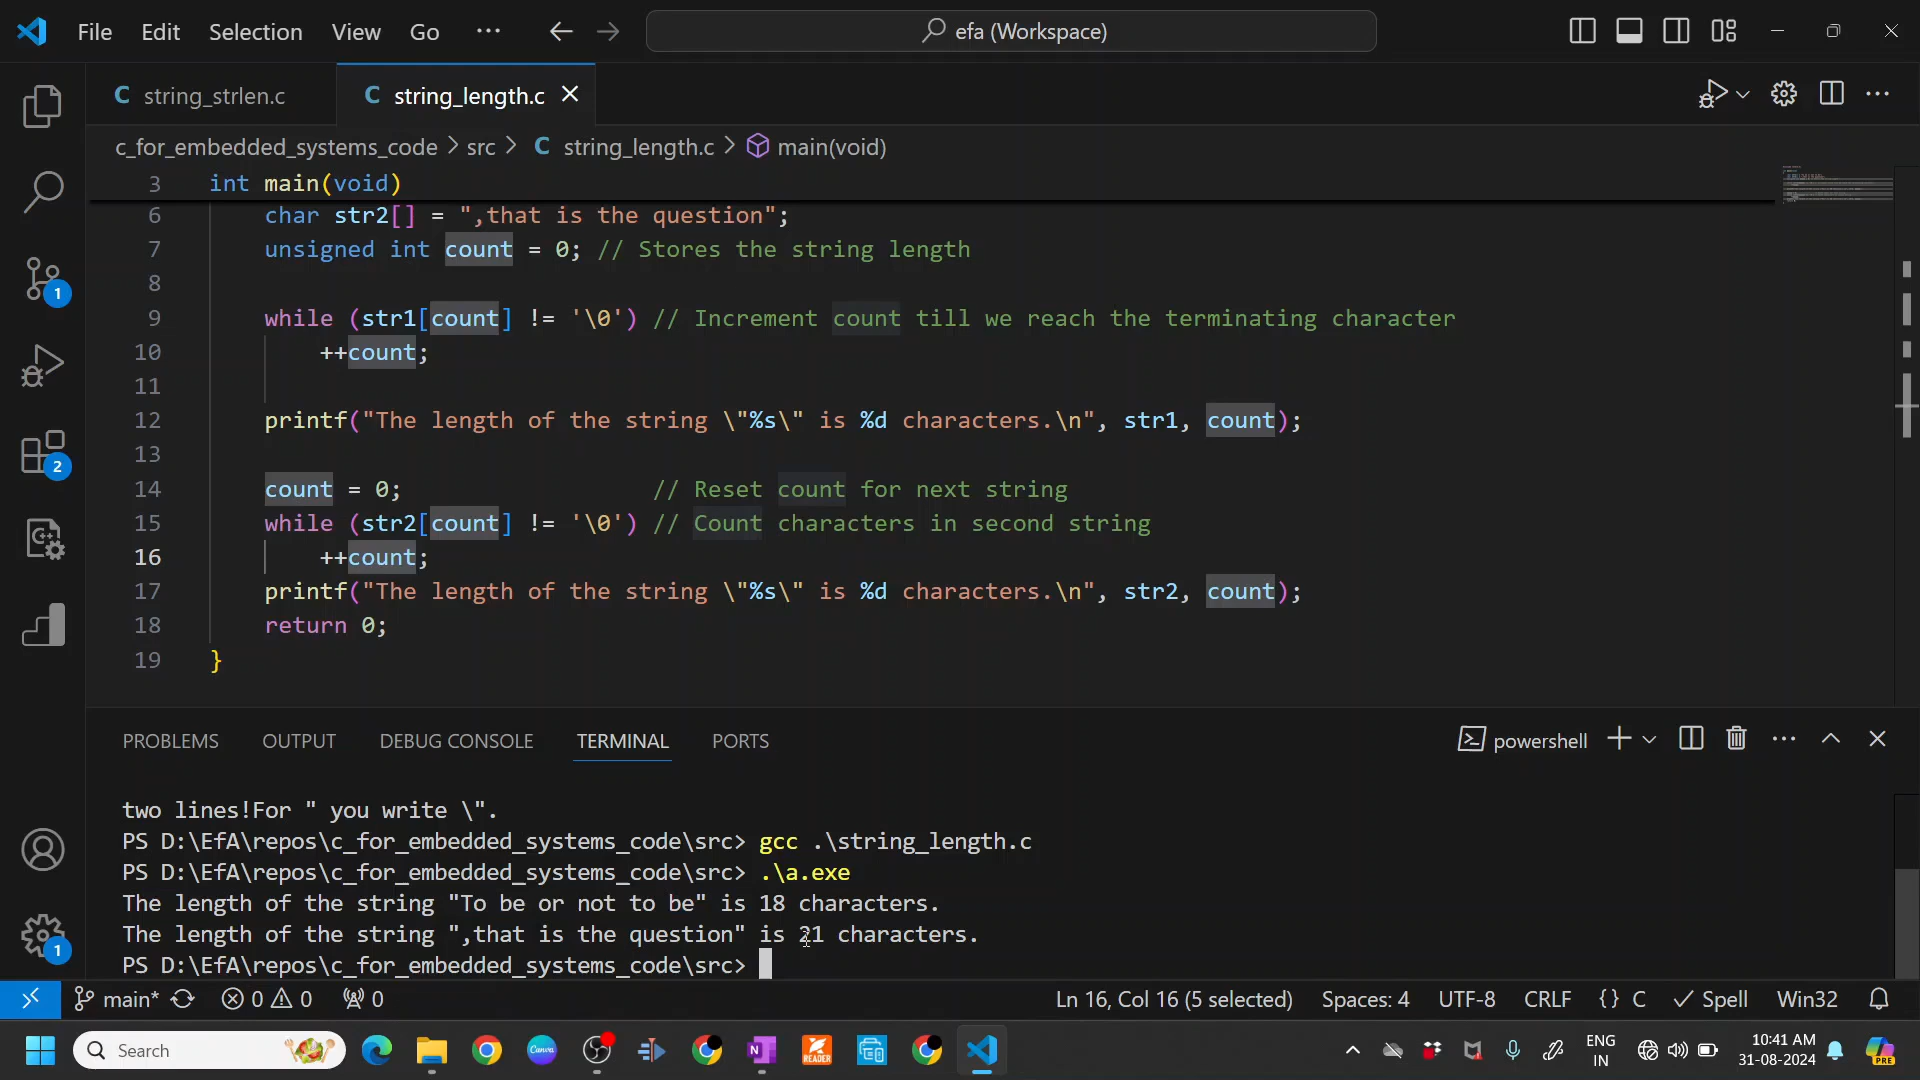 File Edit Selection View Go ··· efa (Workspace)
C string_strlen.c C string_length.c
c_for_embedded_systems_code > src > C string_length.c > main(void)
3 int main(void)
6 char str2[] = ",that is the question";
7 unsigned int count = 0; // Stores the string length
8
9 while (str1[count] != '\0') // Increment count till we reach the terminating character
10 ++count;
11
12 printf("The length of the string \"%s\" is %d characters.\n", str1, count);
13
14 count = 0; // Reset count for next string
15 while (str2[count] != '\0') // Count characters in second string
16 ++count;
17 printf("The length of the string \"%s\" is %d characters.\n", str2, count);
18 return 0;
19 }
1
2
1
PROBLEMS OUTPUT DEBUG CONSOLE TERMINAL PORTS powershell
two lines!For " you write \".
PS D:\EfA\repos\c_for_embedded_systems_code\src> gcc .\string_length.c
PS D:\EfA\repos\c_for_embedded_systems_code\src> .\a.exe
The length of the string "To be or not to be" is 18 characters.
The length of the string ",that is the question" is 21 characters.
PS D:\EfA\repos\c_for_embedded_systems_code\src>
main* 0 0 0 Ln 16, Col 16 (5 selected) Spaces: 4 UTF-8 CRLF {} C Spell Win32
Search Canva READER ENG IN 10:41 AM 31-08-2024 PRE